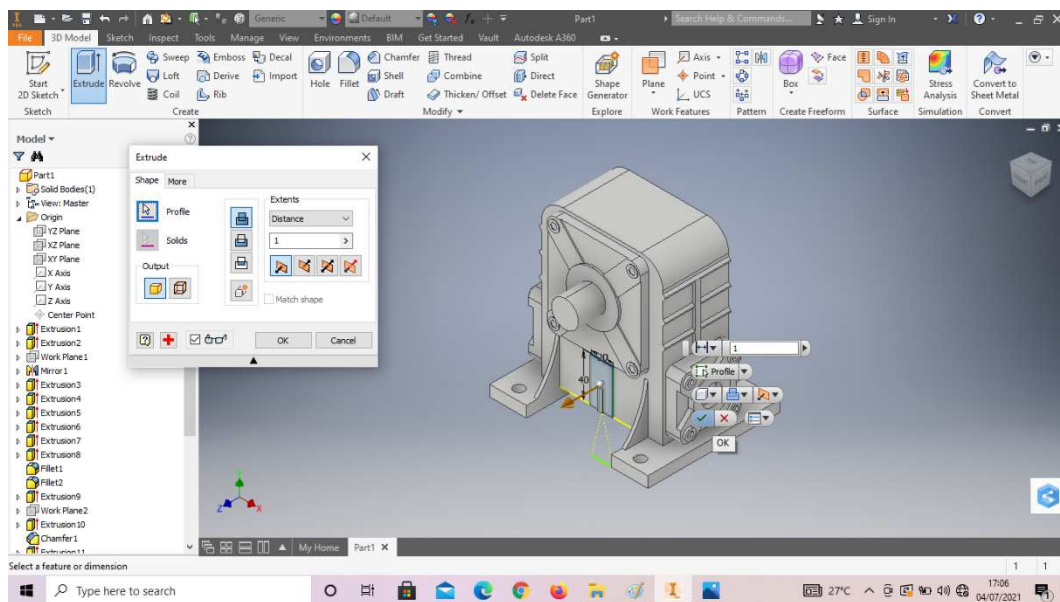 Generic
Default
Part1
Search Help & Commands...
Sign In
File 3D Model Sketch Inspect Tools Manage View Environments BIM Get Started Vault Autodesk A360
Start 2D Sketch
Extrude
Revolve
Sweep Emboss Decal
Loft Derive Import
Coil Rib
Hole Fillet
Chamfer Thread Split
Shell Combine Direct
Draft Thicken/ Offset Delete Face
Shape Generator
Plane
Axis
Point
UCS
Box
Face
Stress Analysis
Convert to Sheet Metal
Sketch Create Modify Explore Work Features Pattern Create Freeform Surface Simulation Convert
Model
Part1
Solid Bodies(1)
View: Master
Origin
YZ Plane
XZ Plane
XY Plane
X Axis
Y Axis
Z Axis
Center Point
Extrusion1
Extrusion2
Work Plane1
Mirror1
Extrusion3
Extrusion4
Extrusion5
Extrusion6
Extrusion7
Extrusion8
Fillet1
Fillet2
Extrusion9
Work Plane2
Extrusion10
Chamfer1
Extrusion11
Extrude
Shape More
Profile
Solids
Output
Extents
Distance
1
Match shape
OK Cancel
40
1
Profile
OK
Z Y X
My Home Part1
Select a feature or dimension
1 1
Type here to search
27°C
17:06
04/07/2021